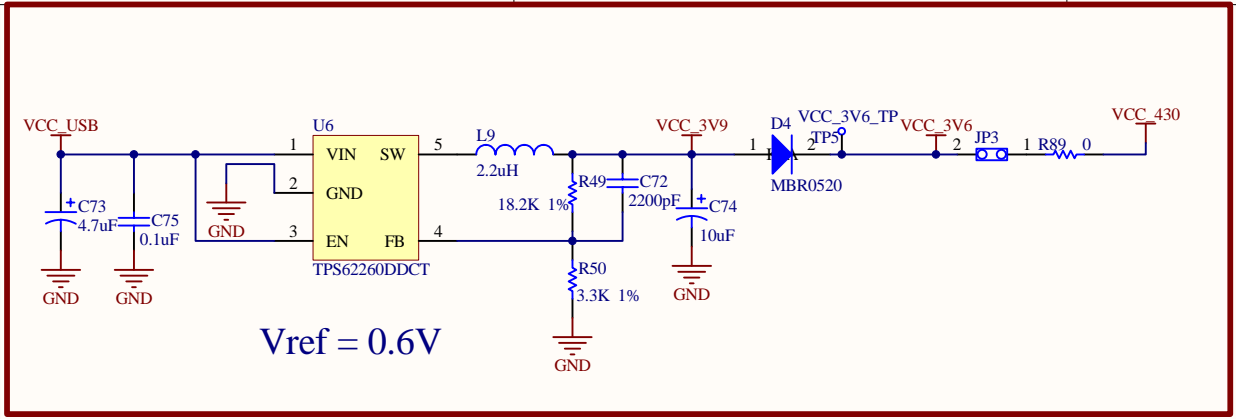 VCC_USB
U6
L9
VCC_3V9
D4
VCC_3V6_TP
TP5
VCC_3V6
JP3
VCC_430
1 VIN SW 5
2.2uH
1 2
2 1
R89 0
MBR0520
2 GND
R49
18.2K 1%
C72
2200pF
C73
4.7uF
C75
0.1uF
GND
C74
10uF
3 EN FB 4
TPS62260DDCT
R50
3.3K 1%
GND
GND
GND
Vref = 0.6V
GND